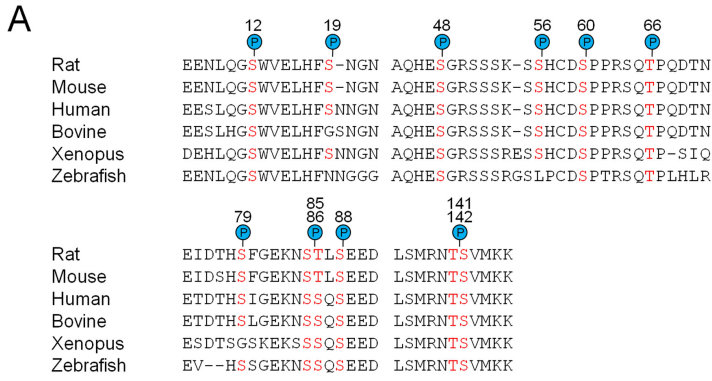 A
12 19 48 56 60 66
P P P P P P
Rat EENLQGSWVELHFS-NGN AQHESGRSSSK-SSHCDSPPRSQTPQDTN
Mouse EENLQGSWVELHFS-NGN AQHESGRSSSK-SSHCDSPPRSQTPQDTN
Human EESLQGSWVELHFSNNGN AQHESGRSSSK-SSHCDSPPRSQTPQDTN
Bovine EESLHGSWVELHFGSNGN AQHESGRSSSK-SSHCDSPPRSQTPQDTN
Xenopus DEHLQGSWVELHFSNNGN AQHESGRSSSRESSHCDSPPRSQTP-SIQ
Zebrafish EENLQGSWVELHFNNGGG AQHESGRSSSRGSLPCDSPTRSQTPLHLR
85 141
79 86 88 142
P P P P
Rat EIDTHSFGEKNSTLSEED LSMRNTSVMKK
Mouse EIDSHSFGEKNSTLSEED LSMRNTSVMKK
Human ETDTHSIGEKNSSQSEED LSMRNTSVMKK
Bovine ETDTHSLGEKNSSQSEED LSMRNTSVMKK
Xenopus ESDTSGSKEKSSSQSEED LSMRNTSVMKK
Zebrafish EV--HSSGEKNSSQSEED LSMRNTSVMKK